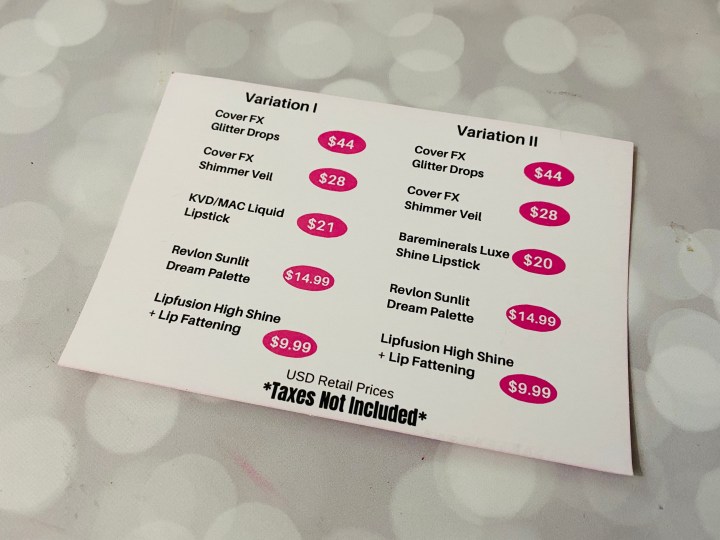 Variation I
Cover FX
Glitter Drops
$44
Cover FX
Shimmer Veil
$28
KVD/MAC Liquid
Lipstick
$21
Revlon Sunlit
Dream Palette
$14.99
Lipfusion High Shine
+ Lip Fattening
$9.99
Variation II
Cover FX
Glitter Drops
$44
Cover FX
Shimmer Veil
$28
Bareminerals Luxe
Shine Lipstick
$20
Revlon Sunlit
Dream Palette
$14.99
Lipfusion High Shine
+ Lip Fattening
$9.99
USD Retail Prices
*Taxes Not Included*